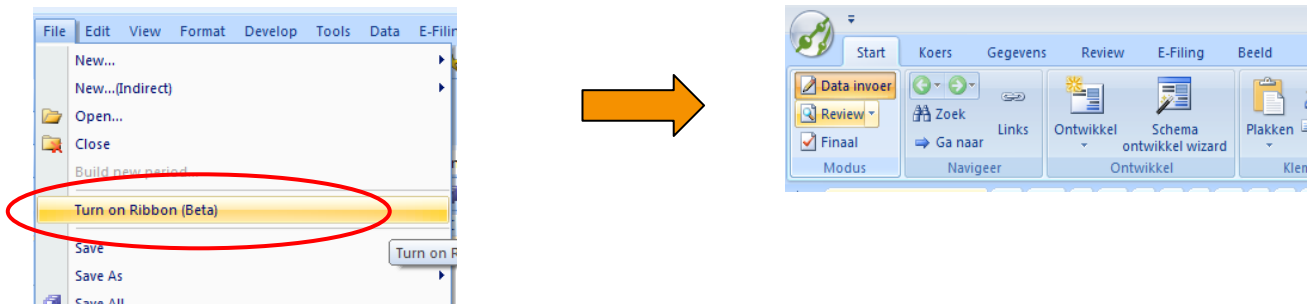 File Edit View Format Develop Tools Data E-Filin
New...
New...(Indirect)
Open...
Close
Build new period
Turn on Ribbon (Beta)
Save
Turn on R
Save As
Save All
Start Koers Gegevens Review E-Filing Beeld
Data invoer
Review
Finaal
Modus
Zoek
Ga naar
Links
Navigeer
Ontwikkel
Schema
ontwikkel wizard
Ontwikkel
Plakken
Klem